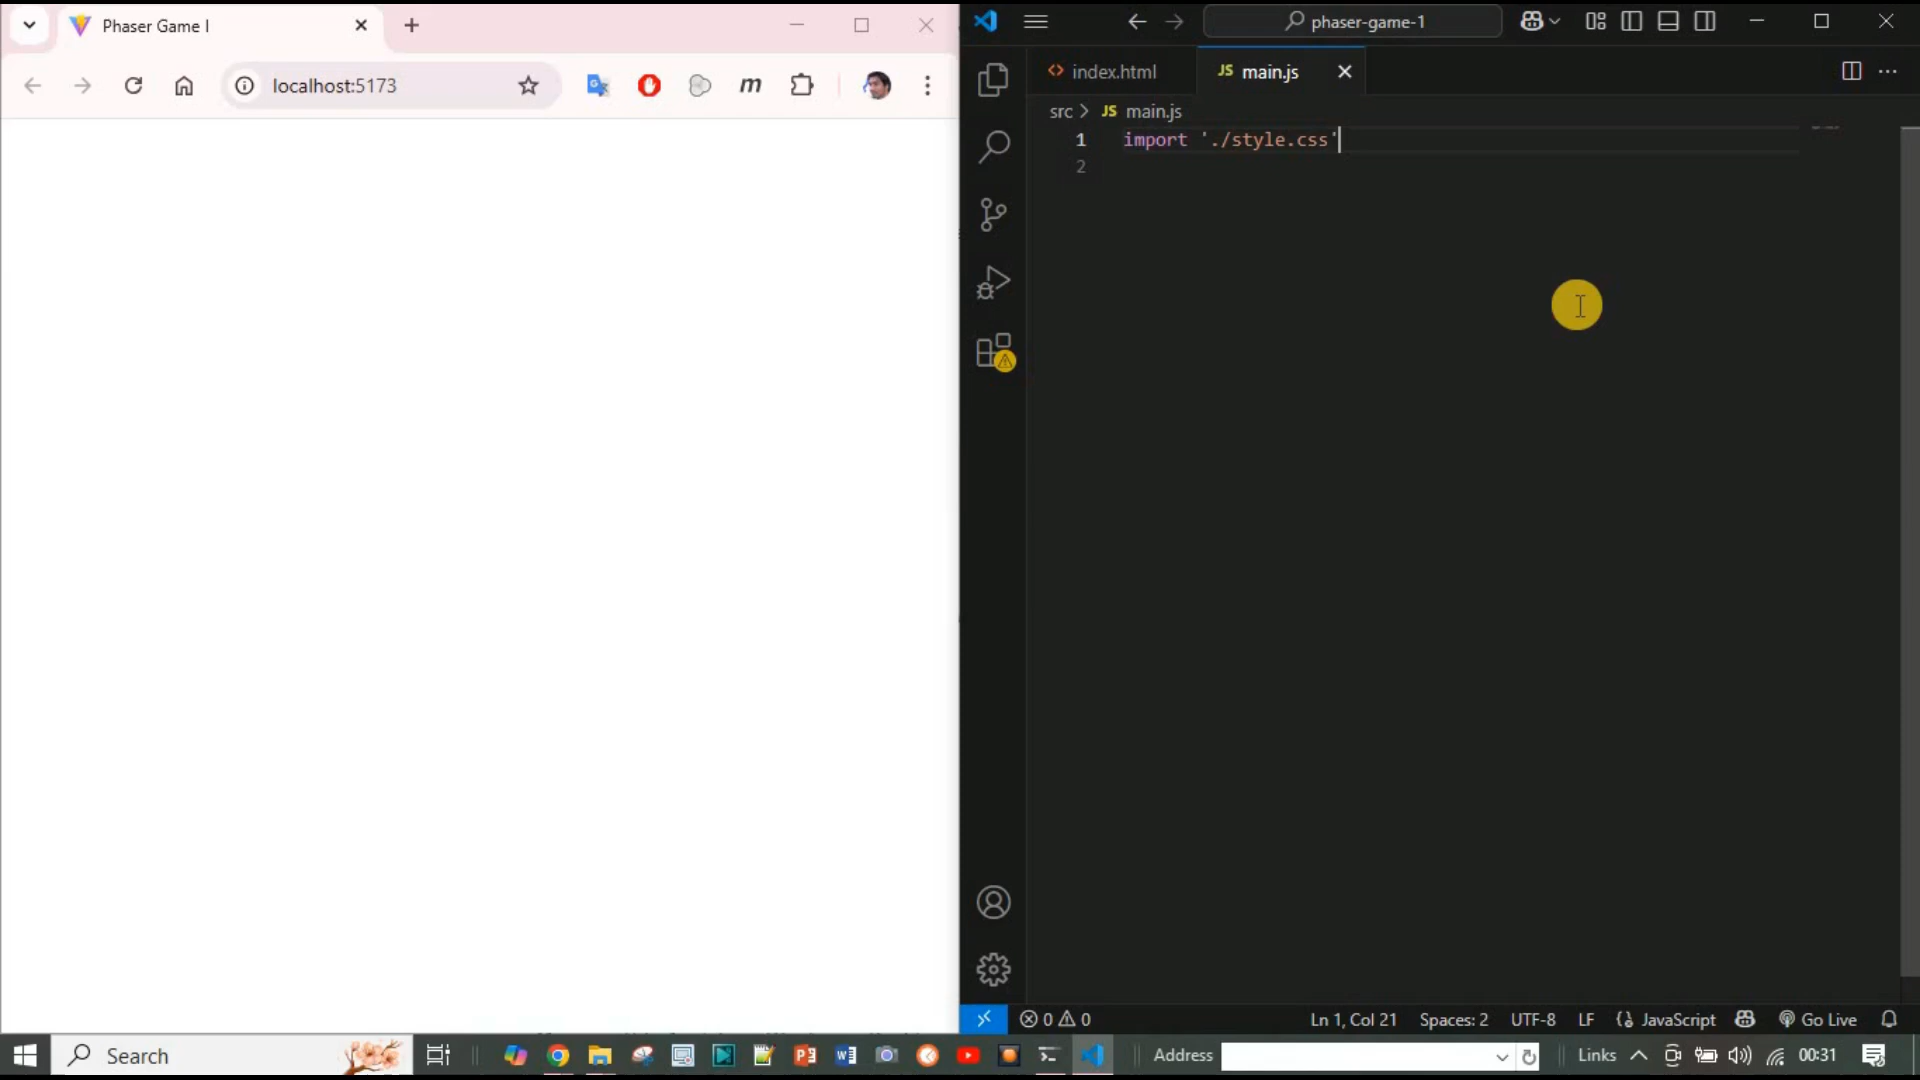 Phaser Game I
localhost:5173
m
phaser-game-1
index.html
JS main.js
src > JS main.js
1 import './style.css'
2
0 0
Ln 1, Col 21
Spaces: 2
UTF-8
LF
JavaScript
Go Live
Search
Address
Links
00:31